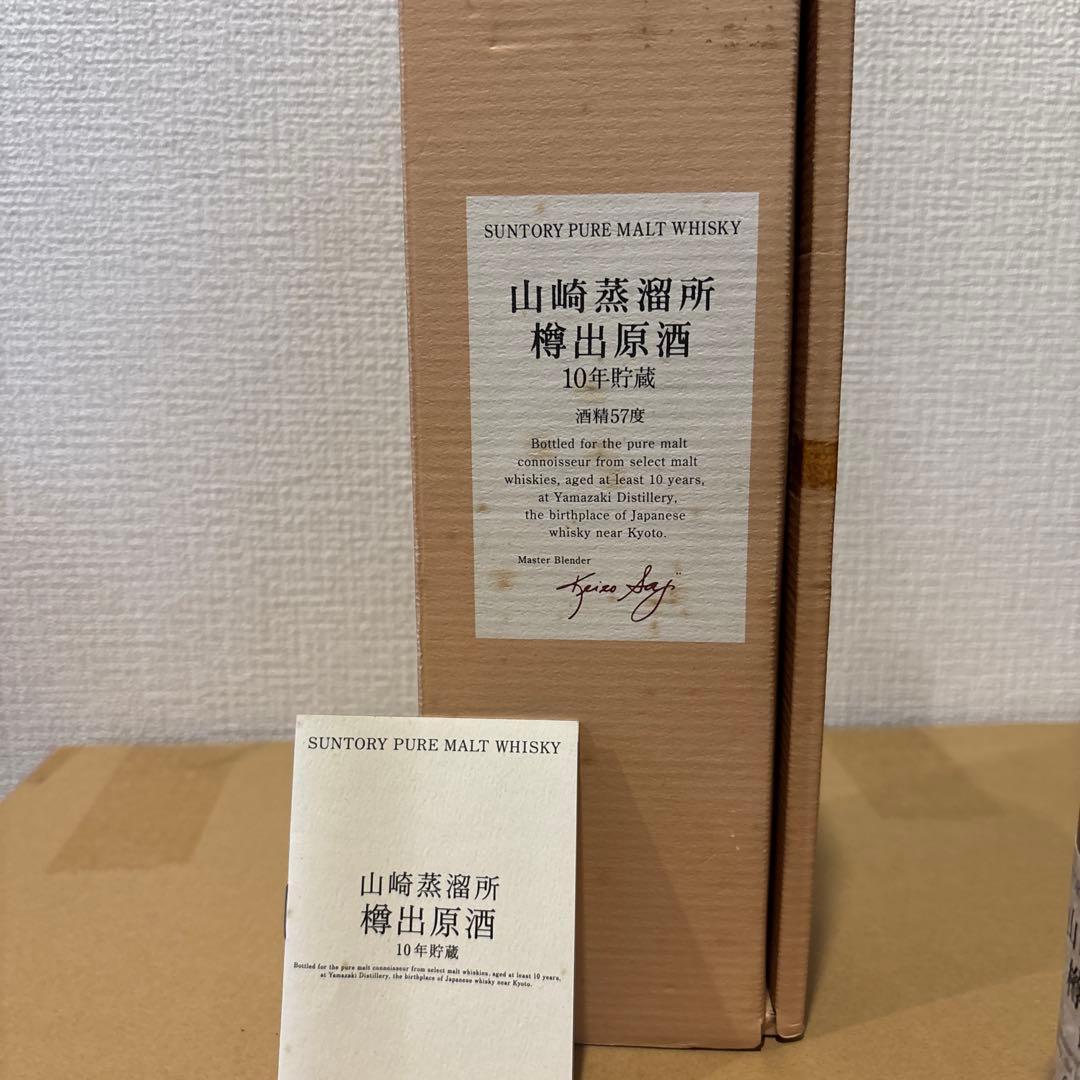 SUNTORY PURE MALT WHISKY
山崎蒸溜所
樽出原酒
10年貯蔵
酒精57度
Bottled for the pure malt
connoisseur from select malt
whiskies, aged at least 10 years,
at Yamazaki Distillery,
the birthplace of Japanese
whisky near Kyoto.
Master Blender
Keizo Saji
SUNTORY PURE MALT WHISKY
山崎蒸溜所
樽出原酒
10年貯蔵
Bottled for the pure malt connoisseur from select malt whiskies, aged at least 10 years,
at Yamazaki Distillery, the birthplace of Japanese whisky near Kyoto.
山
樽